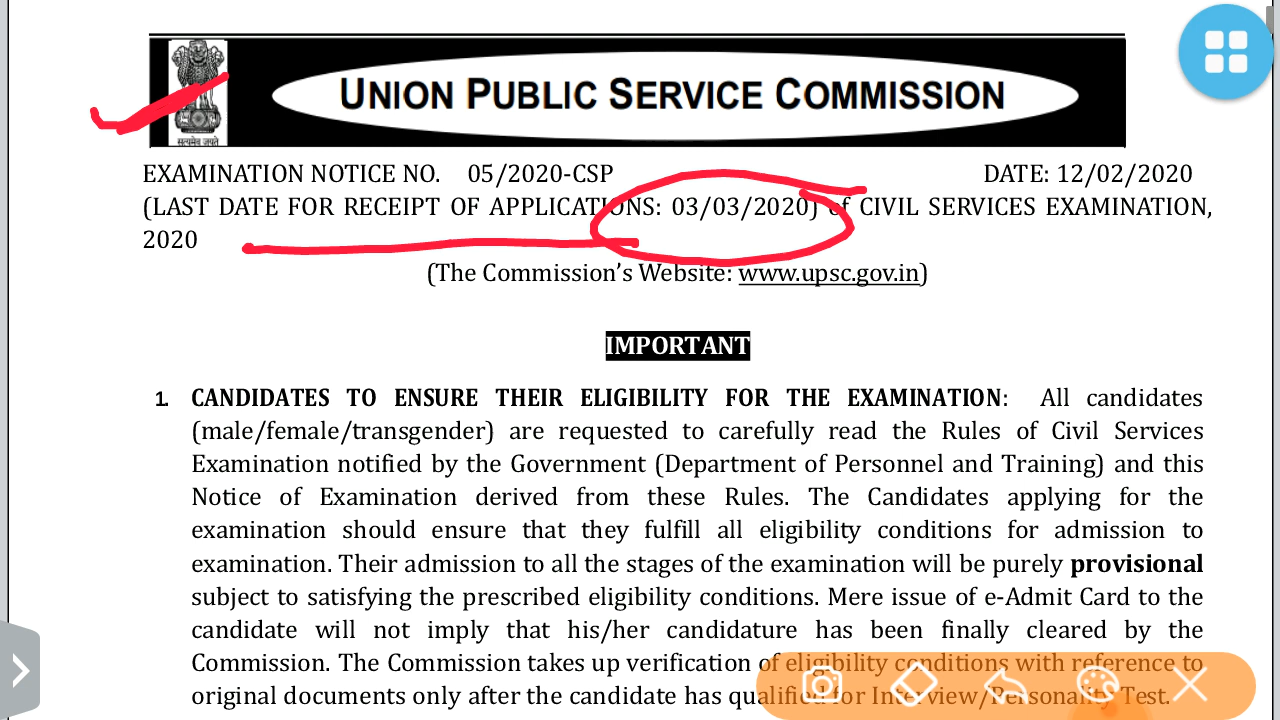 सत्यमेव जयते
UNION PUBLIC SERVICE COMMISSION
EXAMINATION NOTICE NO. 05/2020-CSP DATE: 12/02/2020
(LAST DATE FOR RECEIPT OF APPLICATIONS: 03/03/2020) of CIVIL SERVICES EXAMINATION,
2020
(The Commission’s Website: www.upsc.gov.in)
IMPORTANT
1. CANDIDATES TO ENSURE THEIR ELIGIBILITY FOR THE EXAMINATION: All candidates
(male/female/transgender) are requested to carefully read the Rules of Civil Services
Examination notified by the Government (Department of Personnel and Training) and this
Notice of Examination derived from these Rules. The Candidates applying for the
examination should ensure that they fulfill all eligibility conditions for admission to
examination. Their admission to all the stages of the examination will be purely provisional
subject to satisfying the prescribed eligibility conditions. Mere issue of e-Admit Card to the
candidate will not imply that his/her candidature has been finally cleared by the
Commission. The Commission takes up verification of eligibility conditions with reference to
original documents only after the candidate has qualified for Interview/Personality Test.